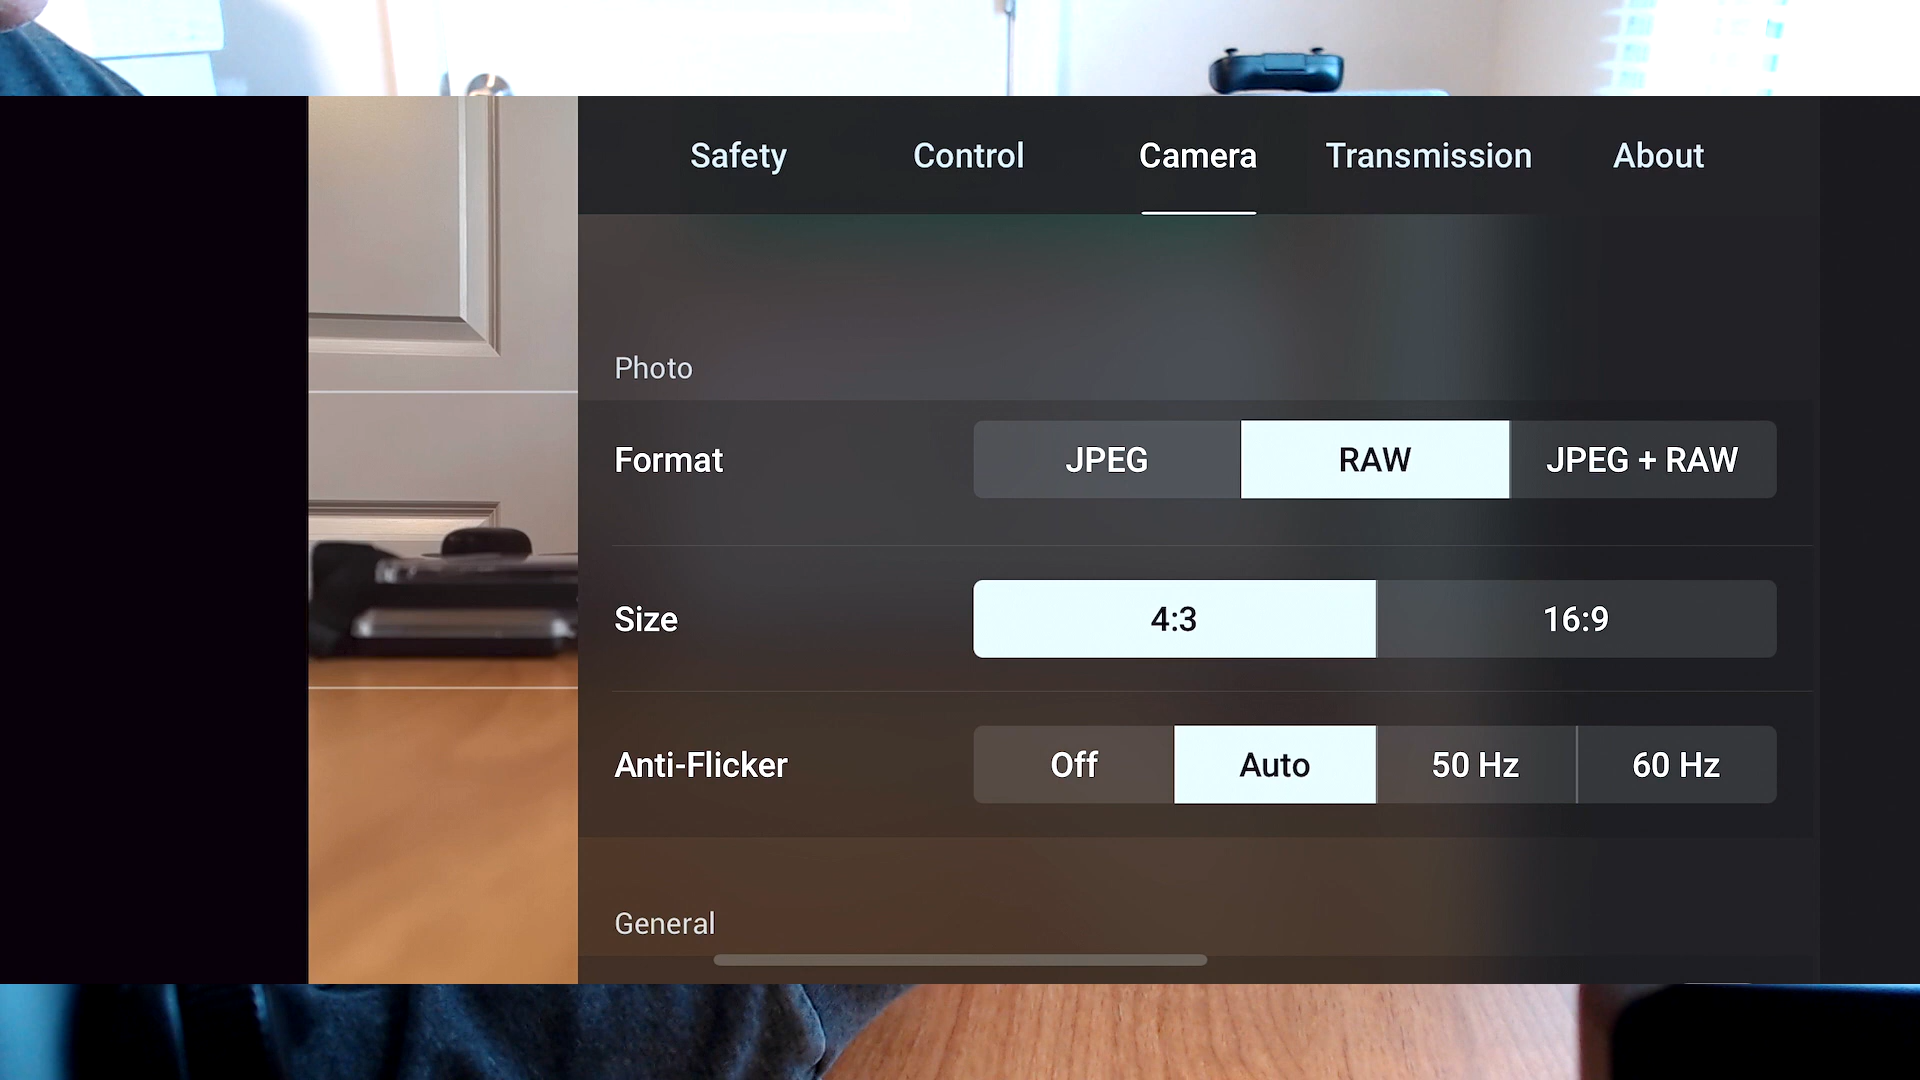 Safety Control Camera Transmission About
Photo
Format JPEG RAW JPEG + RAW
Size 4:3 16:9
Anti-Flicker Off Auto 50 Hz 60 Hz
General